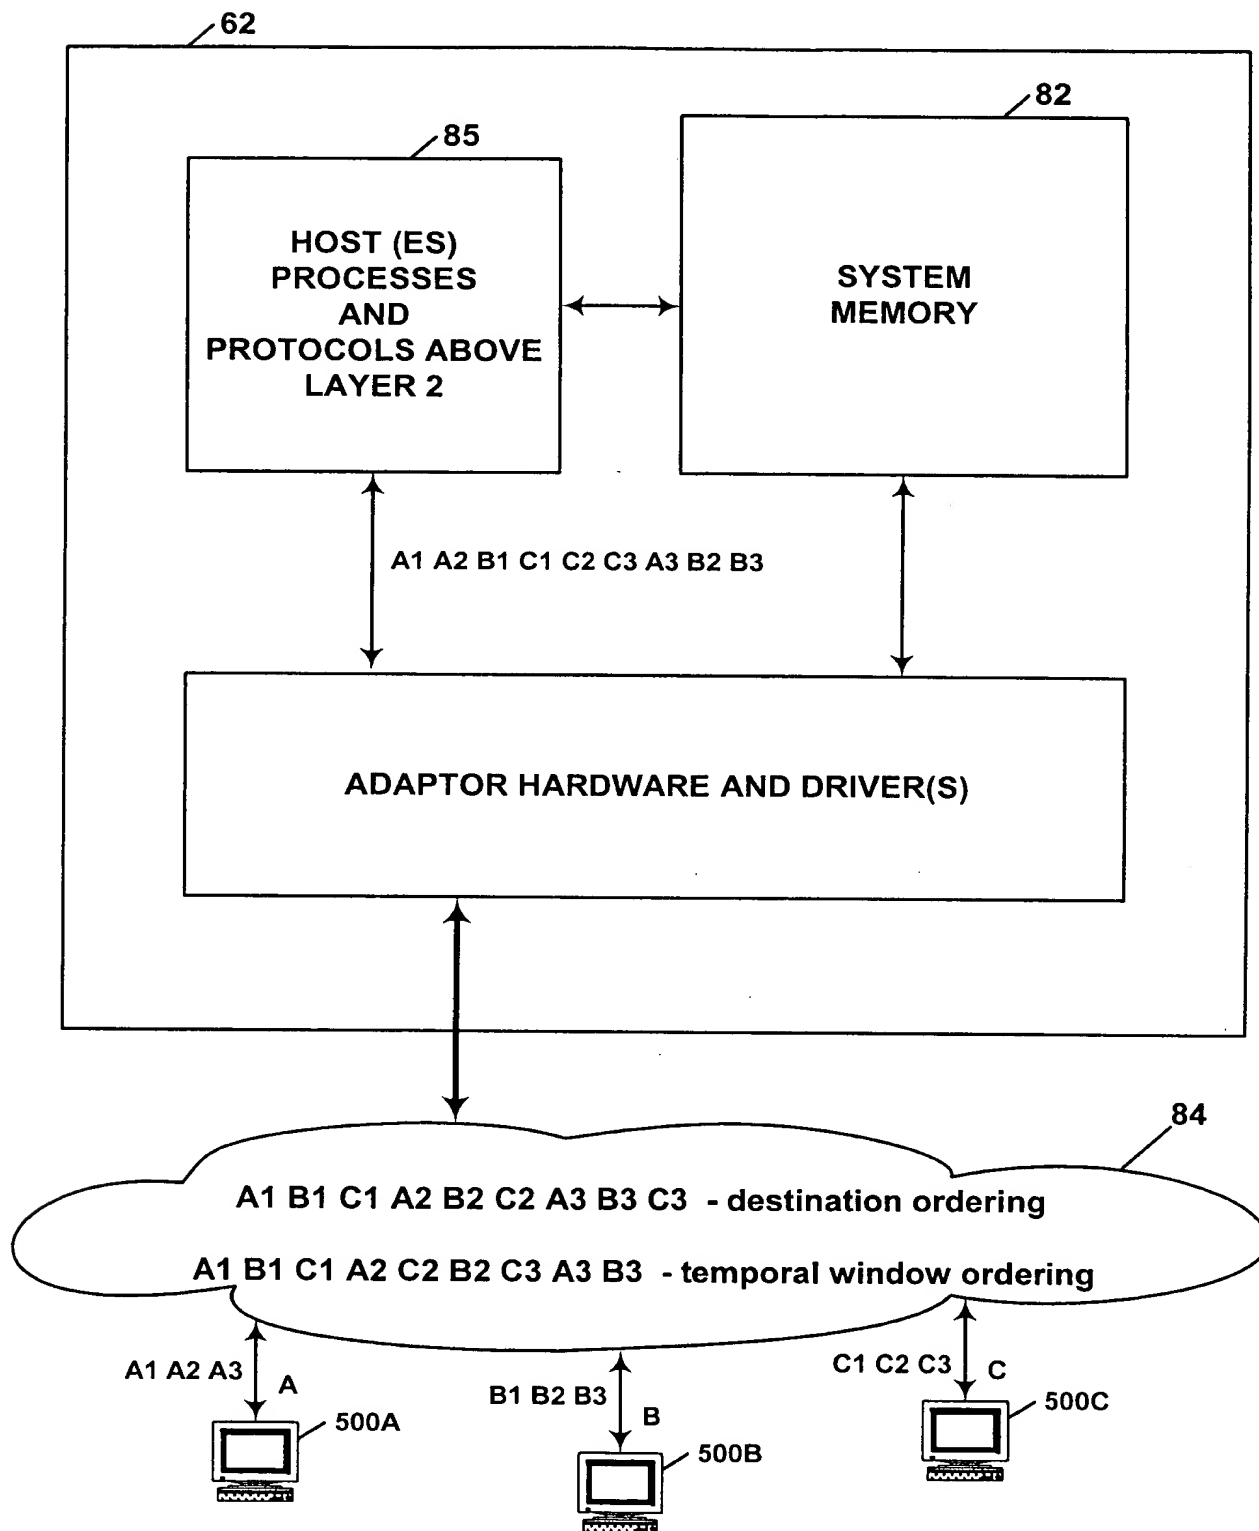 62
82
85
HOST (ES)
PROCESSES
AND
PROTOCOLS ABOVE
LAYER 2
SYSTEM
MEMORY
A1 A2 B1 C1 C2 C3 A3 B2 B3
ADAPTOR HARDWARE AND DRIVER(S)
84
A1 B1 C1 A2 B2 C2 A3 B3 C3 - destination ordering
A1 B1 C1 A2 C2 B2 C3 A3 B3 - temporal window ordering
A1 A2 A3
A
500A
B1 B2 B3
B
500B
C1 C2 C3
C
500C